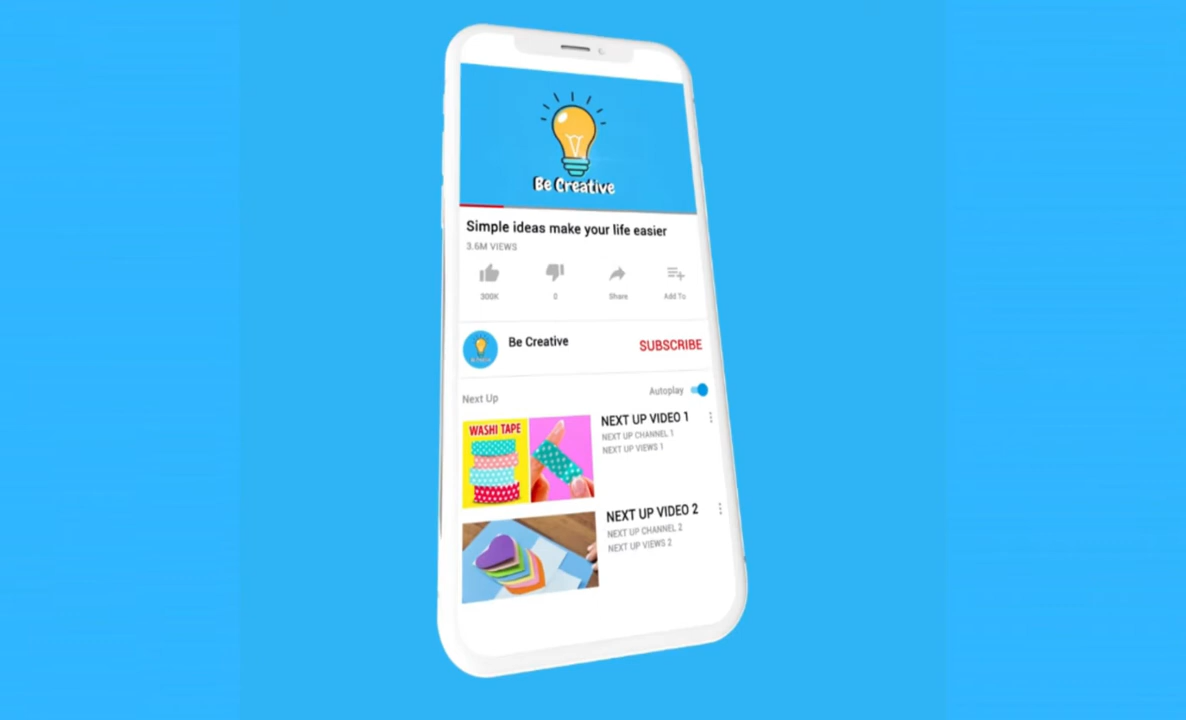 Be Creative
Simple ideas make your life easier
3.6M VIEWS
300K 0 Share Add To
Be Creative SUBSCRIBE
Next Up Autoplay
WASHI TAPE
NEXT UP VIDEO 1
NEXT UP CHANNEL 1
NEXT UP VIEWS 1
NEXT UP VIDEO 2
NEXT UP CHANNEL 2
NEXT UP VIEWS 2